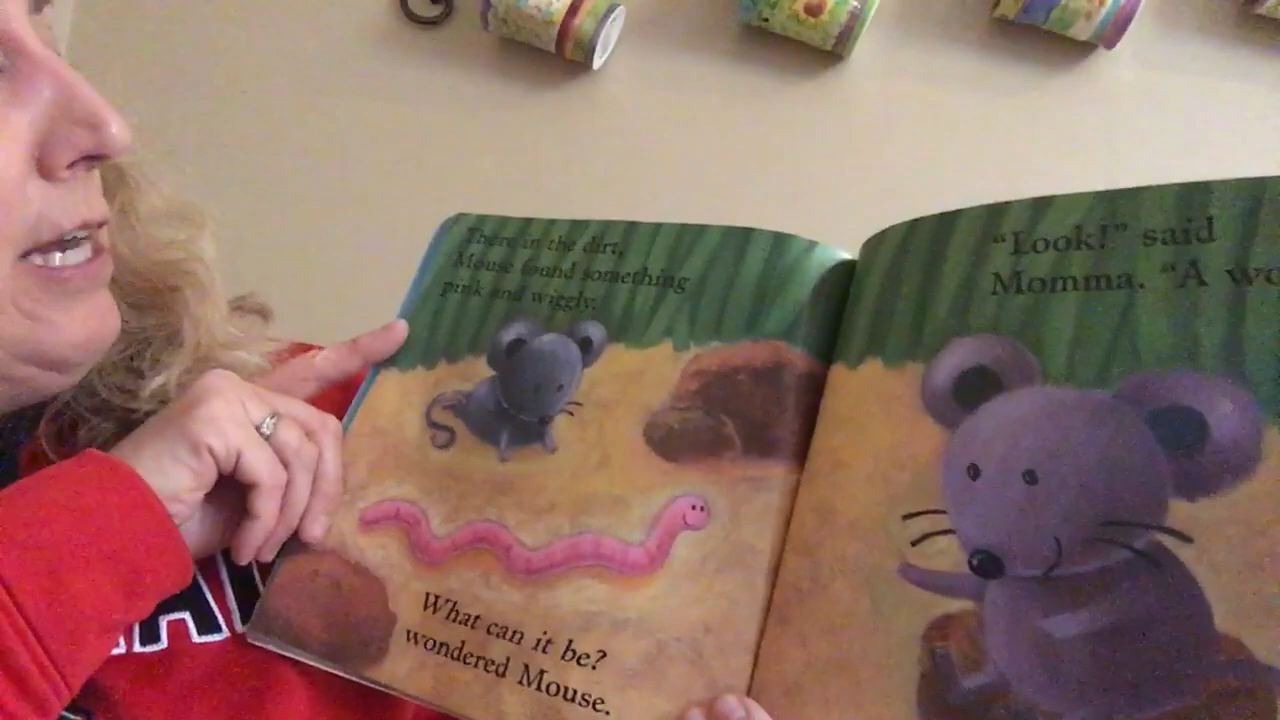 There in the dirt,
Mouse found something
pink and wiggly.
What can it be?
wondered Mouse.
"Look!" said
Momma. "A wo